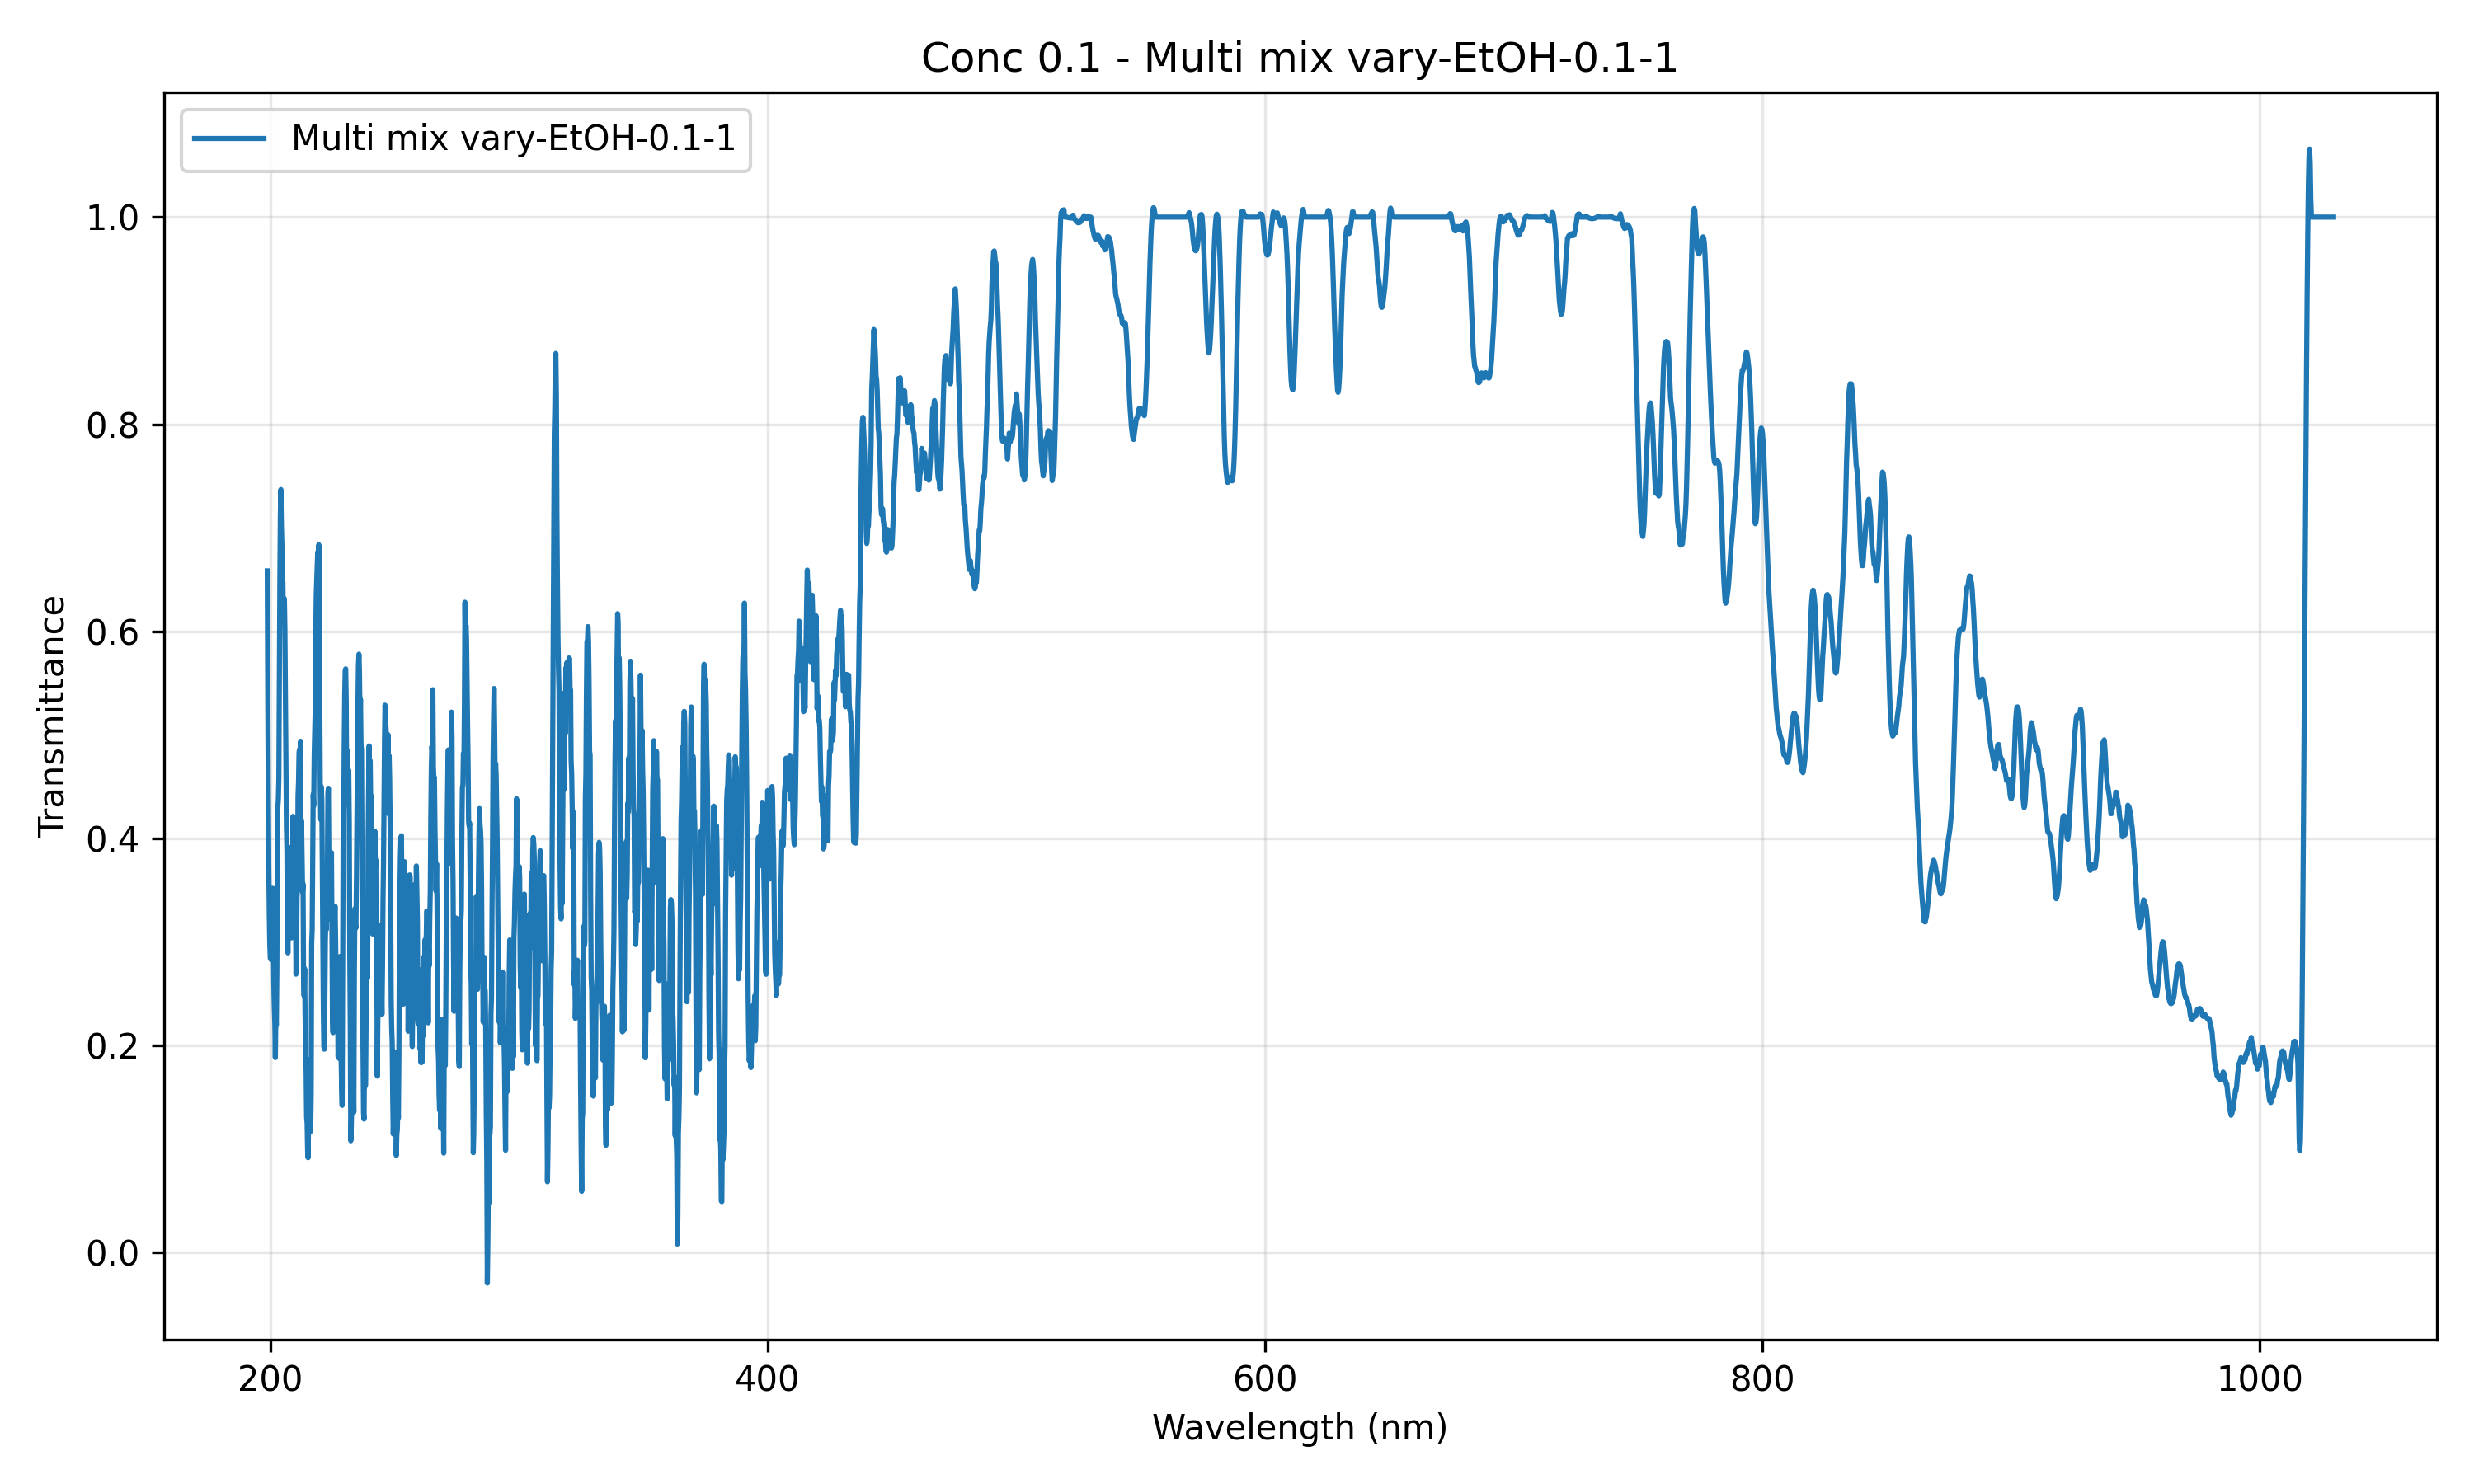 Conc 0.1 - Multi mix vary-EtOH-0.1-1
Multi mix vary-EtOH-0.1-1
Transmittance
1.0
0.8
0.6
0.4
0.2
0.0
200 400 600 800 1000
Wavelength (nm)